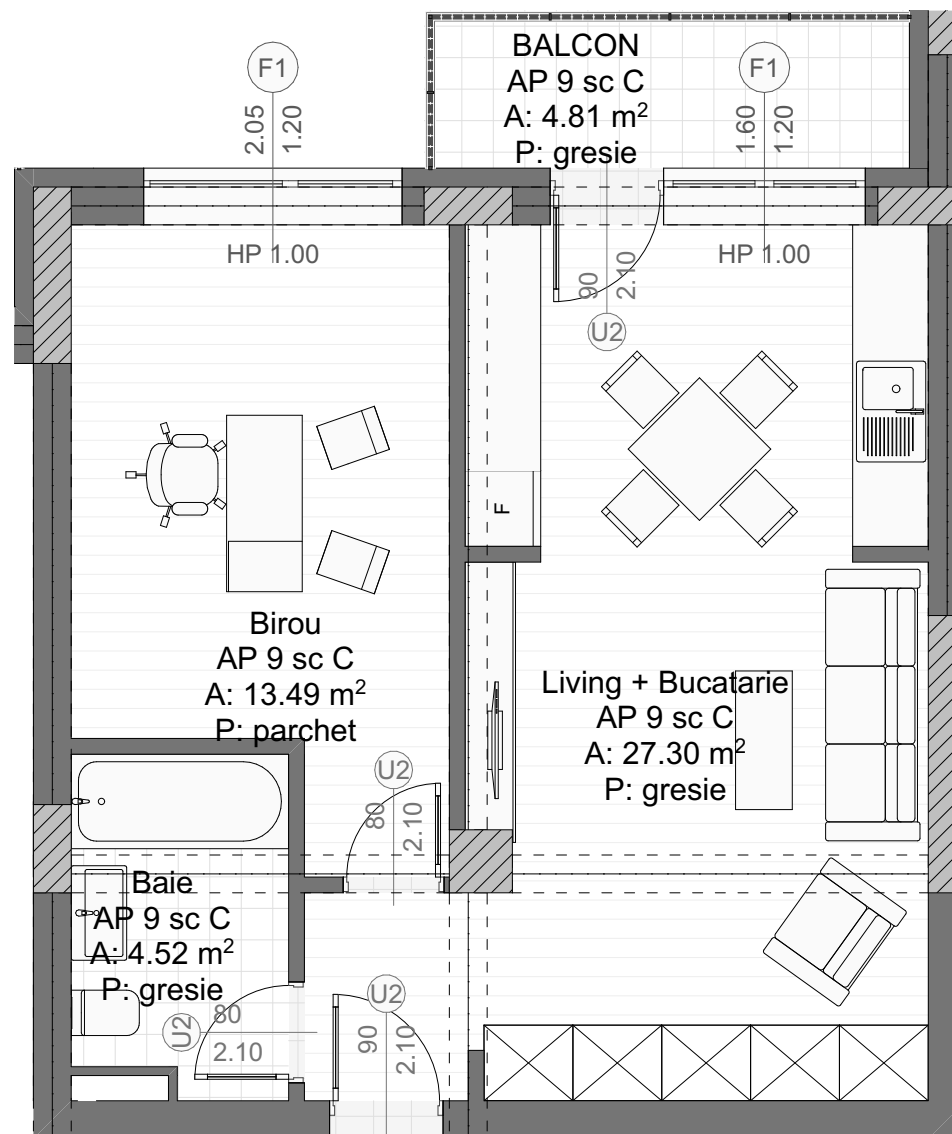 BALCON
AP 9 sc C
A: 4.81 m²
P: gresie
F1
2.05
1.20
HP 1.00
F1
1.60
1.20
HP 1.00
90
2.10
U2
F
Birou
AP 9 sc C
A: 13.49 m²
P: parchet
Living + Bucatarie
AP 9 sc C
A: 27.30 m²
P: gresie
U2
80
2.10
Baie
AP 9 sc C
A: 4.52 m²
P: gresie
U2
80
2.10
U2
90
2.10